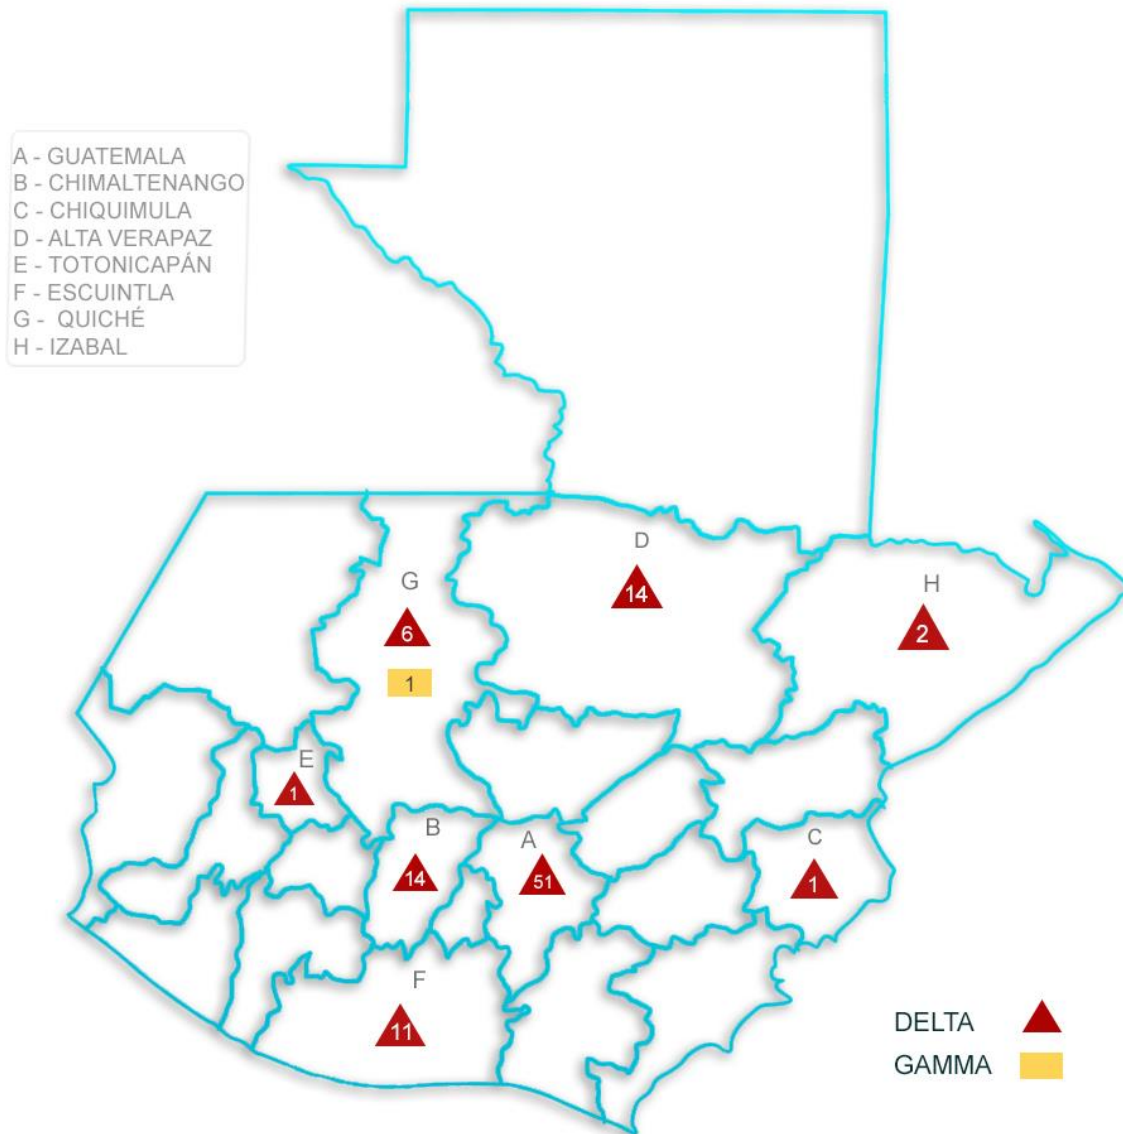 A - GUATEMALA
B - CHIMALTENANGO
C - CHIQUIMULA
D - ALTA VERAPAZ
E - TOTONICAPÁN
F - ESCUINTLA
G - QUICHÉ
H - IZABAL
D
14
G
6
1
H
2
E
1
B
14
A
51
C
1
F
11
DELTA
GAMMA